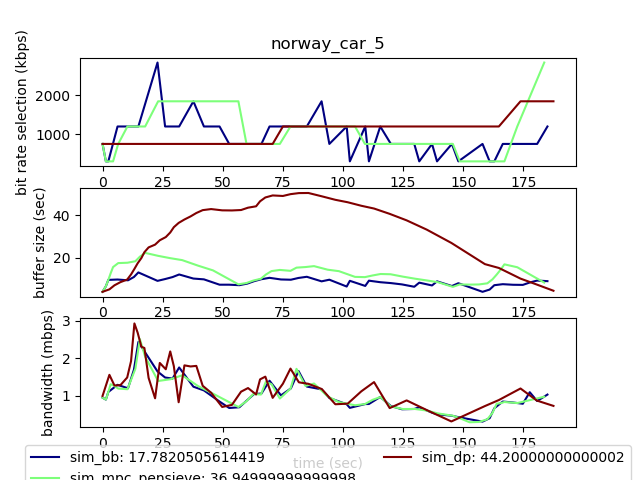 norway_car_5
bit rate selection (kbps)
2000
1000
0 25 50 75 100 125 150 175
buffer size (sec)
40
20
0 25 50 75 100 125 150 175
bandwidth (mbps)
3
2
1
0 25 50 75 100 125 150 175
time (sec)
sim_bb: 17.7820505614419
sim_dp: 44.20000000000002
sim_mpc_pensieve: 36.94999999999998